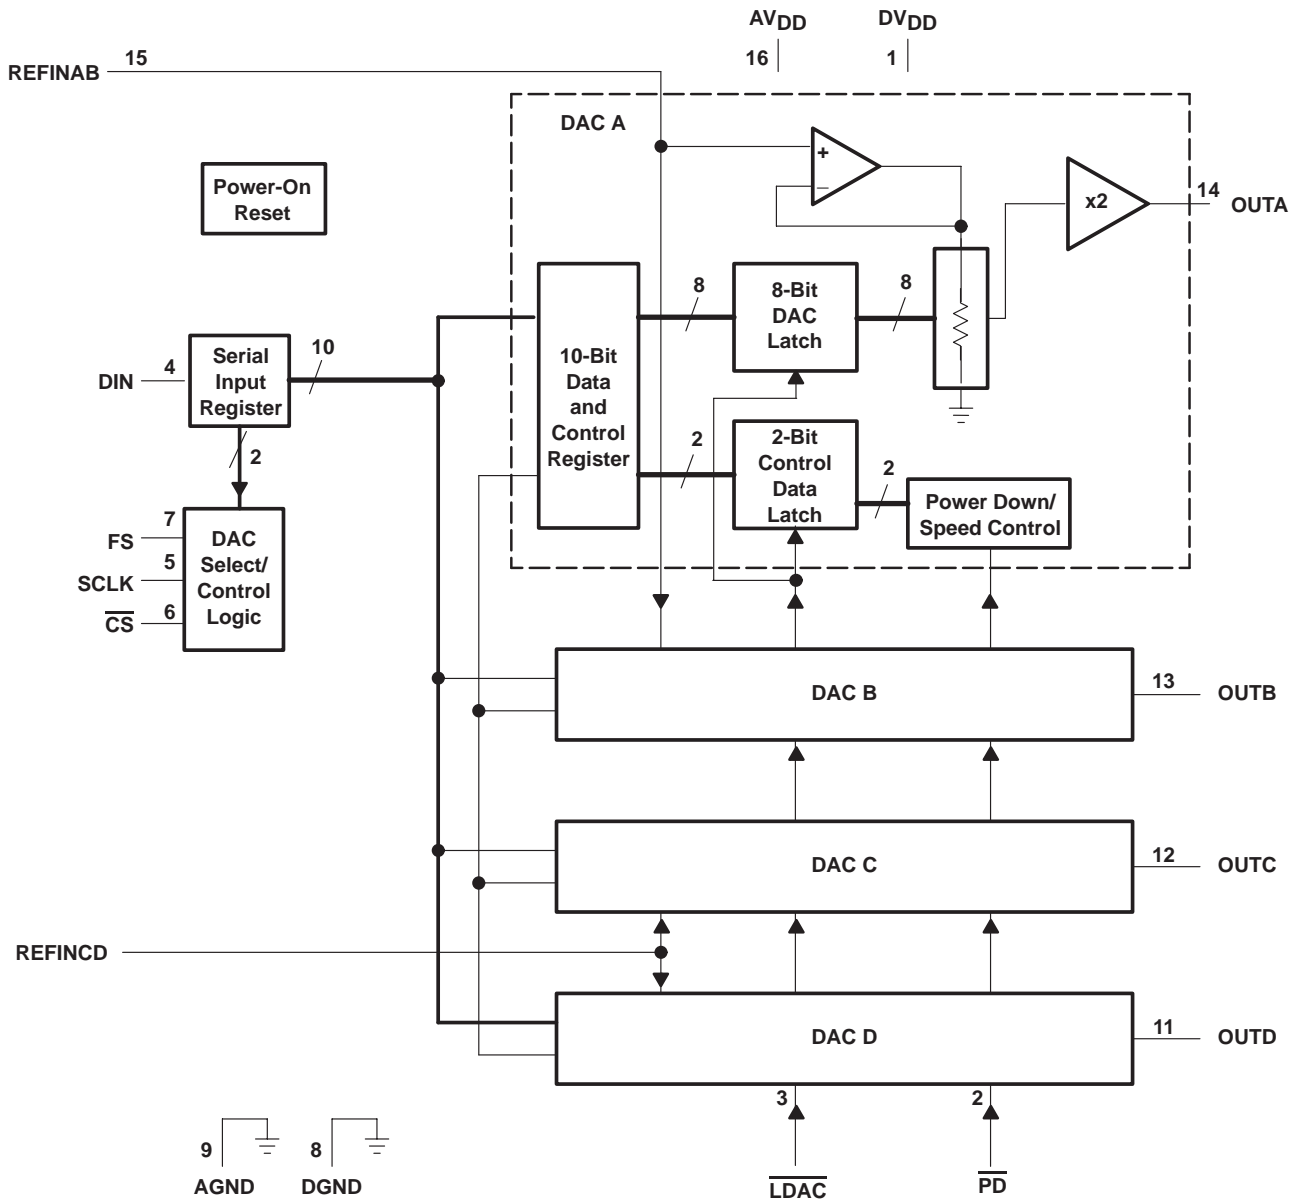 AVDD
DVDD
16
1
REFINAB
15
DAC A
+
−
x2
14
OUTA
Power-On
Reset
8
8-Bit
DAC
Latch
8
10-Bit
Data
and
Control
Register
DIN
4
Serial
Input
Register
10
2
2
2-Bit
Control
Data
Latch
2
Power Down/
Speed Control
FS
7
SCLK
5
CS
6
DAC
Select/
Control
Logic
DAC B
13
OUTB
DAC C
12
OUTC
REFINCD
DAC D
11
OUTD
3
2
9
8
AGND
DGND
LDAC
PD